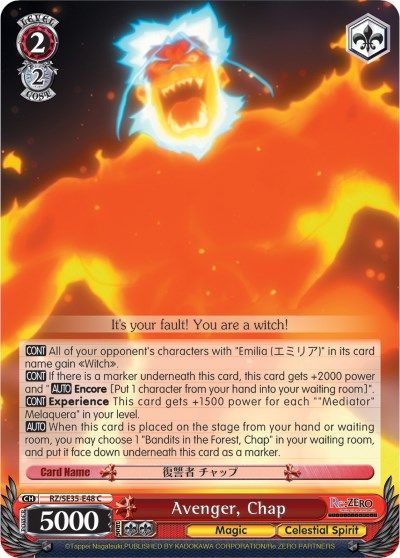 LEVEL
2
2
COST
It's your fault! You are a witch!
CONT All of your opponent's characters with "Emilia (エミリア)" in its card
name gain «Witch».
CONT If there is a marker underneath this card, this card gets +2000 power
and "AUTO Encore [Put 1 character from your hand into your waiting room]".
CONT Experience This card gets +1500 power for each ""Mediator"
Melaquera" in your level.
AUTO When this card is placed on the stage from your hand or waiting
room, you may choose 1 "Bandits in the Forest, Chap" in your waiting room,
and put it face down underneath this card as a marker.
Card Name 復讐者 チャップ
CH RZ/SE35-E48 C
POWER 5000 SOUL
Avenger, Chap
Re:ZERO
Magic Celestial Spirit
©Tappei Nagatsuki,PUBLISHED BY KADOKAWA CORPORATION/Re:ZERO PARTNERS